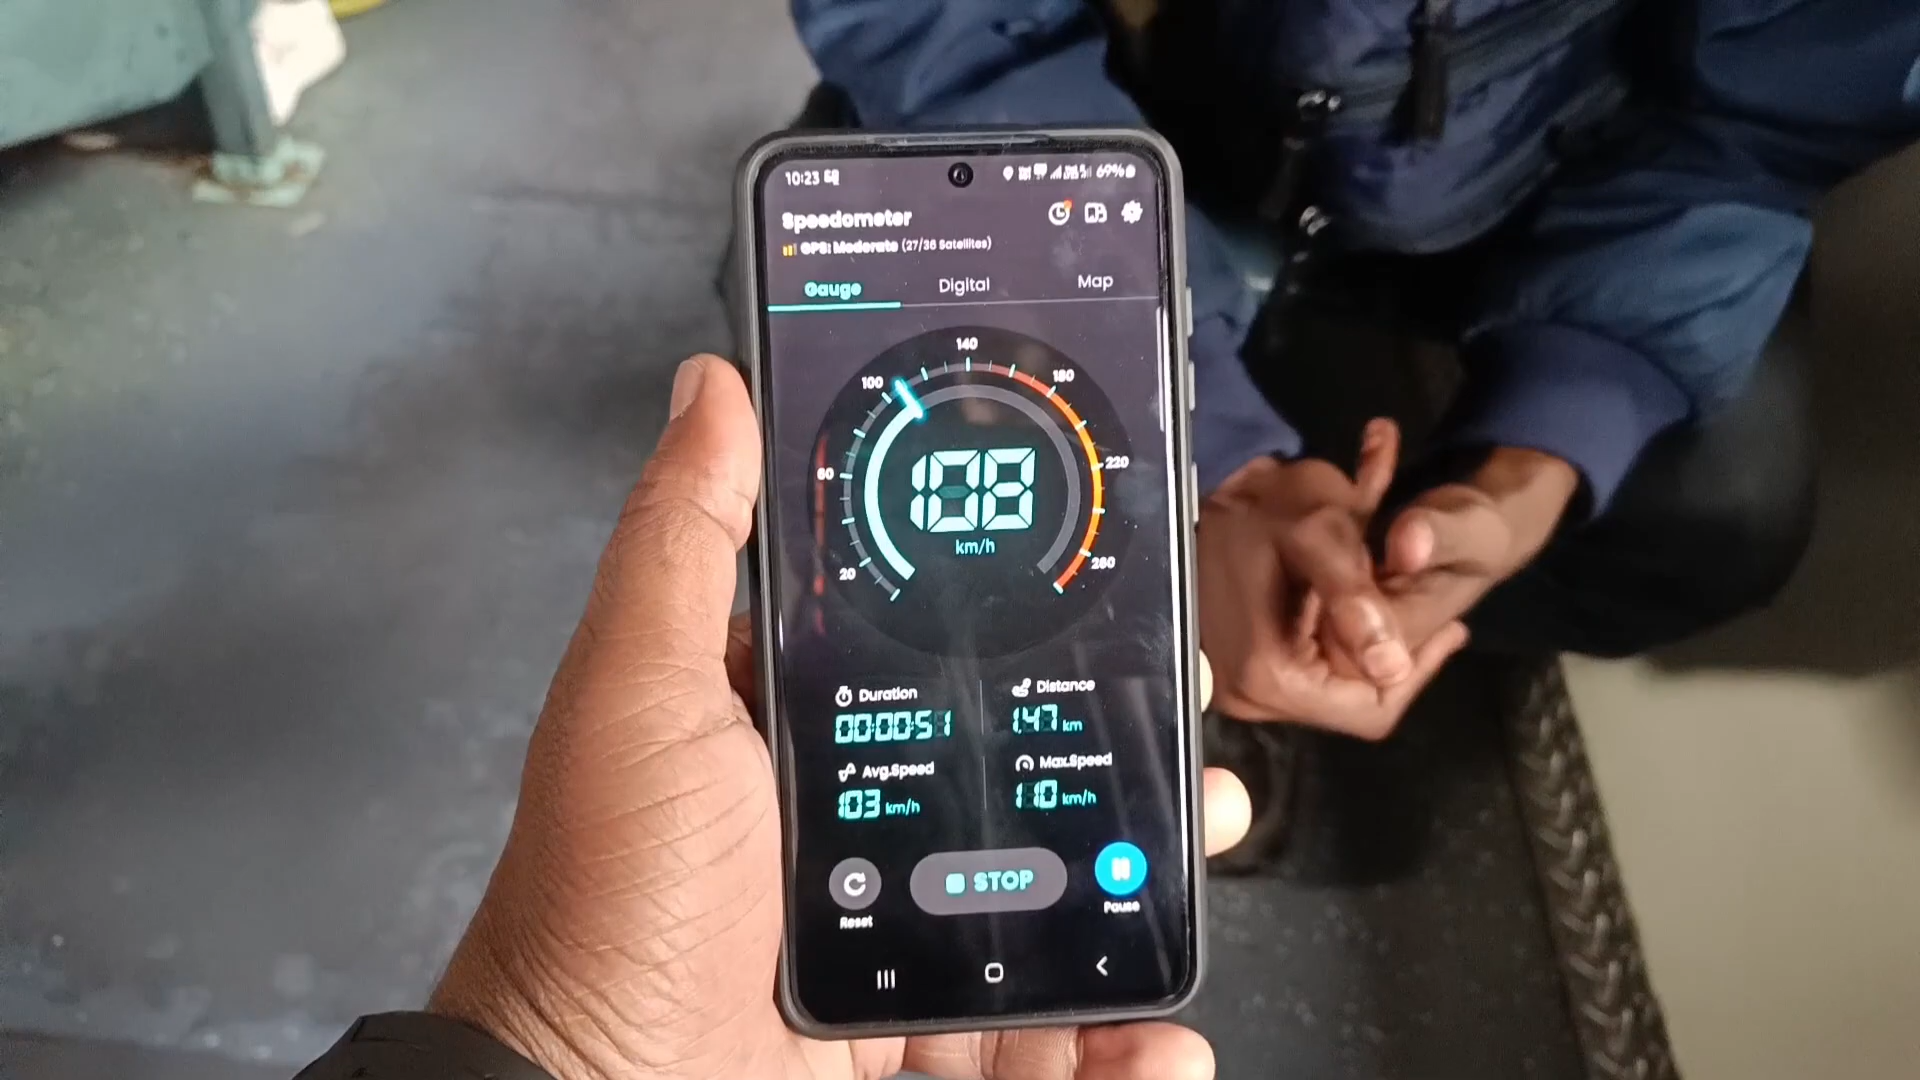 10:23
69%
Speedometer
GPS: Moderate (27/36 Satellites)
Gauge Digital Map
140
100 180
60 220
108
km/h
20 260
Duration Distance
00:00:51 1.47 km
Avg.Speed Max.Speed
103 km/h 110 km/h
STOP
Reset Pause